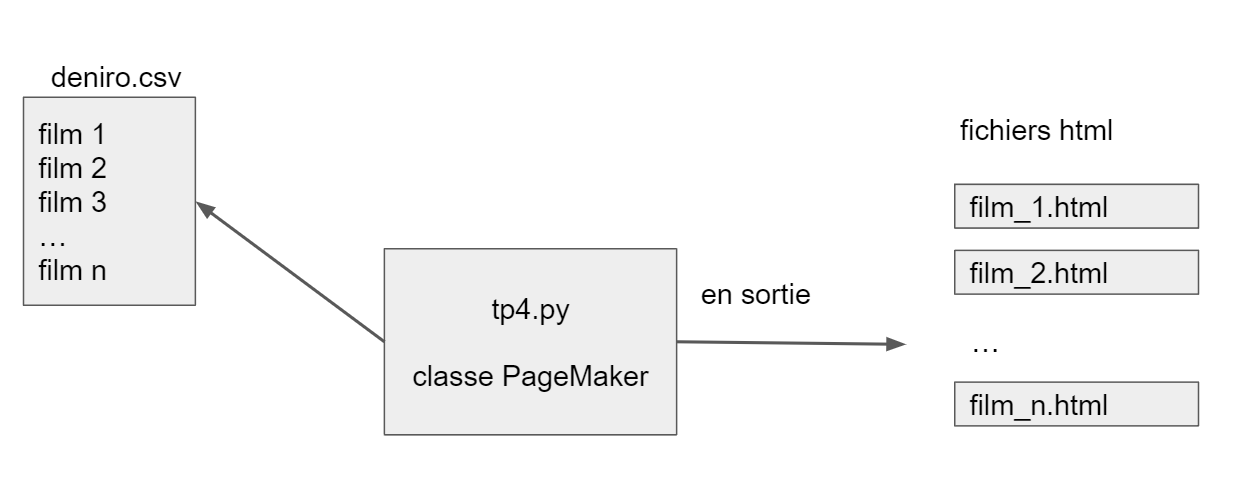 deniro.csv
film 1
film 2
film 3
…
film n
tp4.py
classe PageMaker
en sortie
fichiers html
film_1.html
film_2.html
…
film_n.html